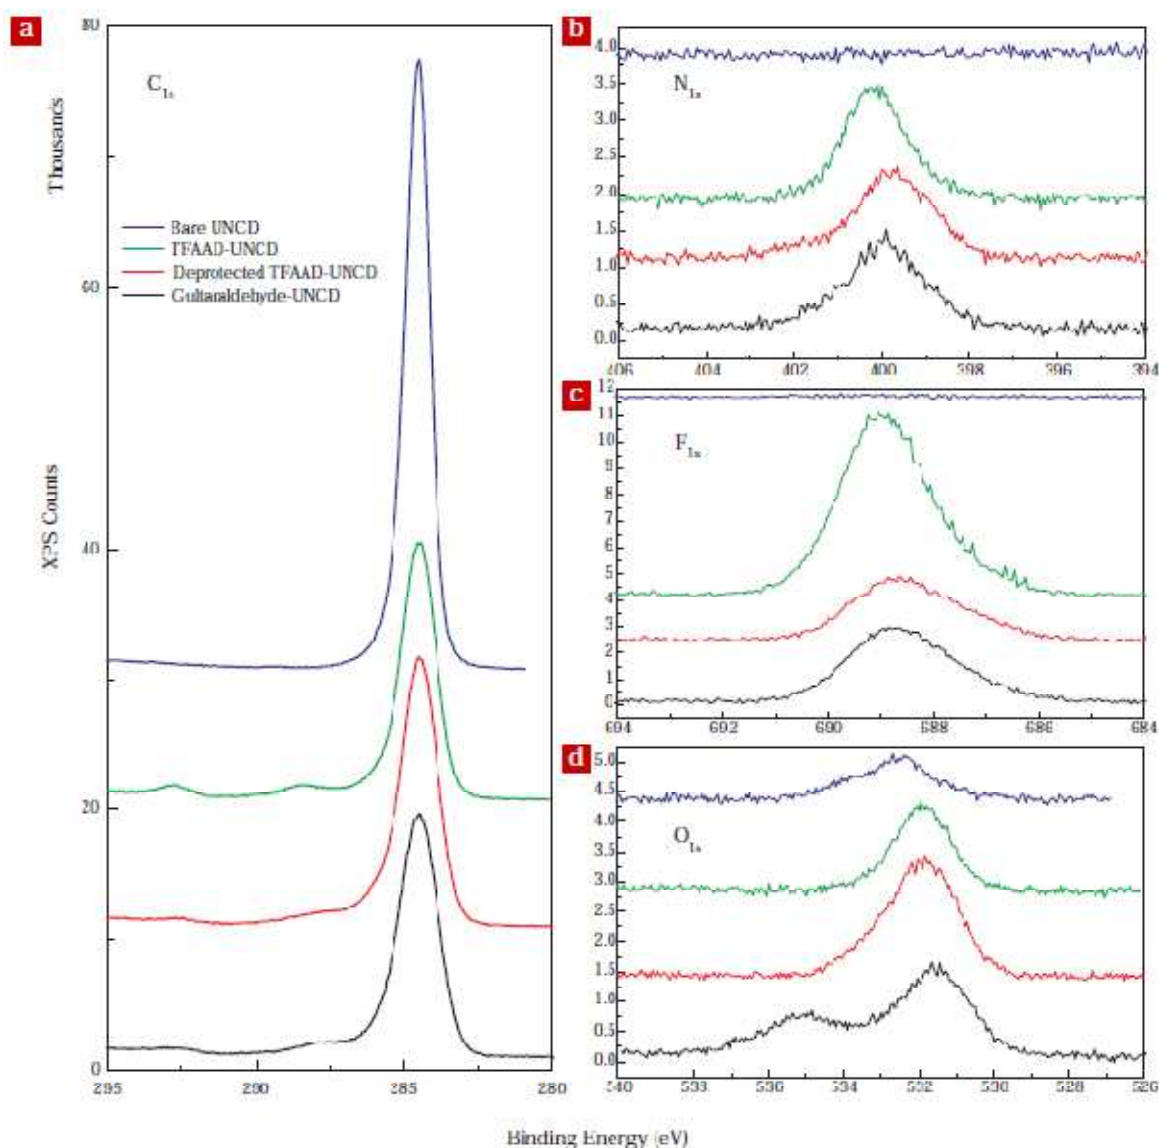 a
80
C1s
Thousands
Bare UNCD
TFAAD-UNCD
Deprotected TFAAD-UNCD
Gultaraldehyde-UNCD
60
XPS Counts
40
20
0
295 290 285 280
b
4.0
N1s
3.5
3.0
2.5
2.0
1.5
1.0
0.5
0.0
406 404 402 400 398 396 394
c
12
11
F1s
10
9
8
7
6
5
4
3
2
1
0
694 692 690 688 686 684
d
5.0
4.5
4.0
O1s
3.5
3.0
2.5
2.0
1.5
1.0
0.5
0.0
540 538 536 534 532 530 528 526
Binding Energy (eV)